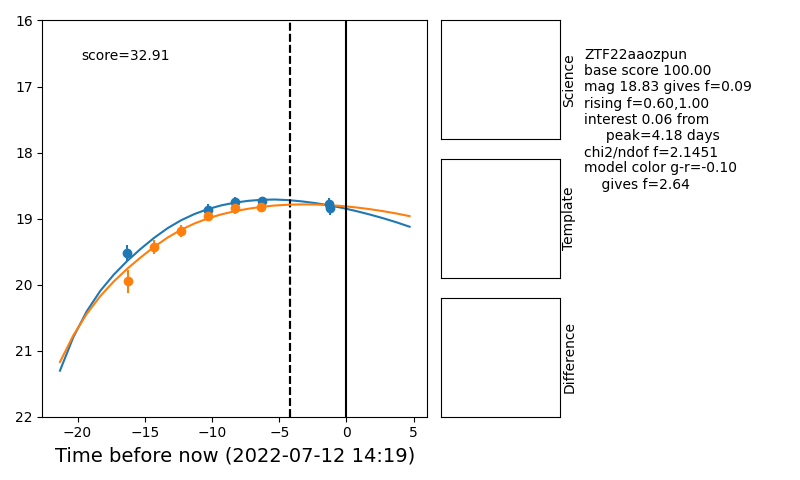 score=32.91
16
17
18
19
20
21
22
−20
−15
−10
−5
0
5
Time before now (2022-07-12 14:19)
Science
Template
Difference
ZTF22aaozpun
base score 100.00
mag 18.83 gives f=0.09
rising f=0.60,1.00
interest 0.06 from
peak=4.18 days
chi2/ndof f=2.1451
model color g-r=-0.10
gives f=2.64